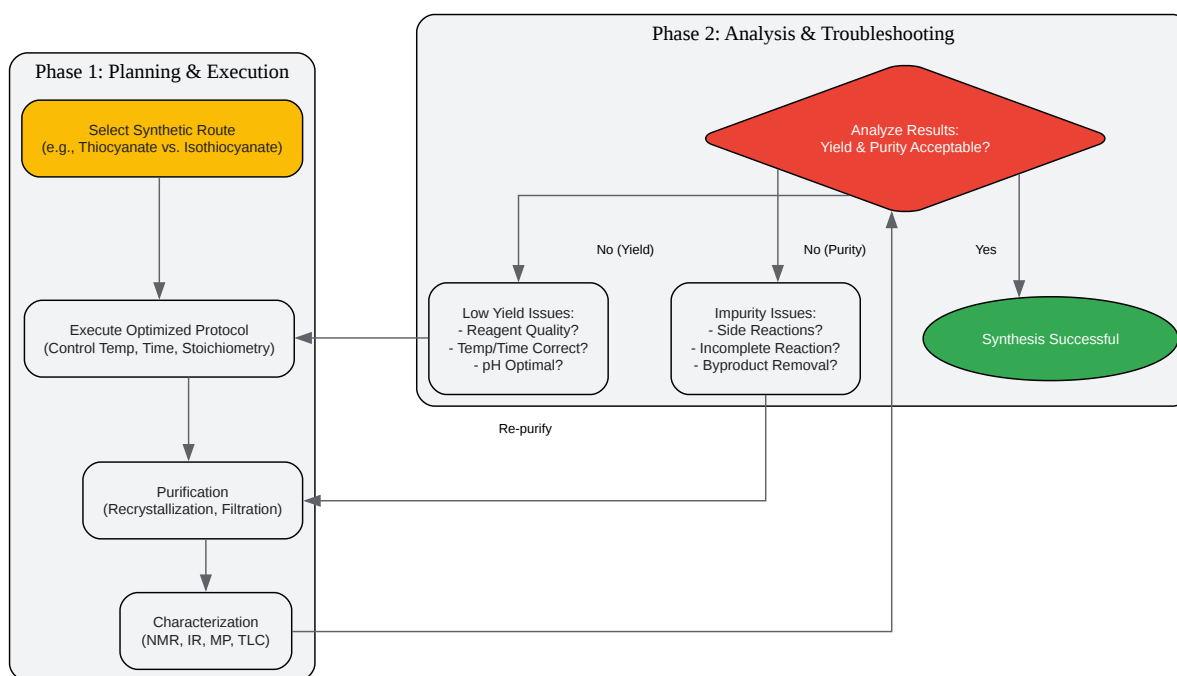 Phase 1: Planning & Execution
Select Synthetic Route
(e.g., Thiocyanate vs. Isothiocyanate)
Execute Optimized Protocol
(Control Temp, Time, Stoichiometry)
Purification
(Recrystallization, Filtration)
Characterization
(NMR, IR, MP, TLC)
Phase 2: Analysis & Troubleshooting
Analyze Results:
Yield & Purity Acceptable?
No (Yield)
No (Purity)
Yes
Low Yield Issues:
- Reagent Quality?
- Temp/Time Correct?
- pH Optimal?
Impurity Issues:
- Side Reactions?
- Incomplete Reaction?
- Byproduct Removal?
Synthesis Successful
Re-purify